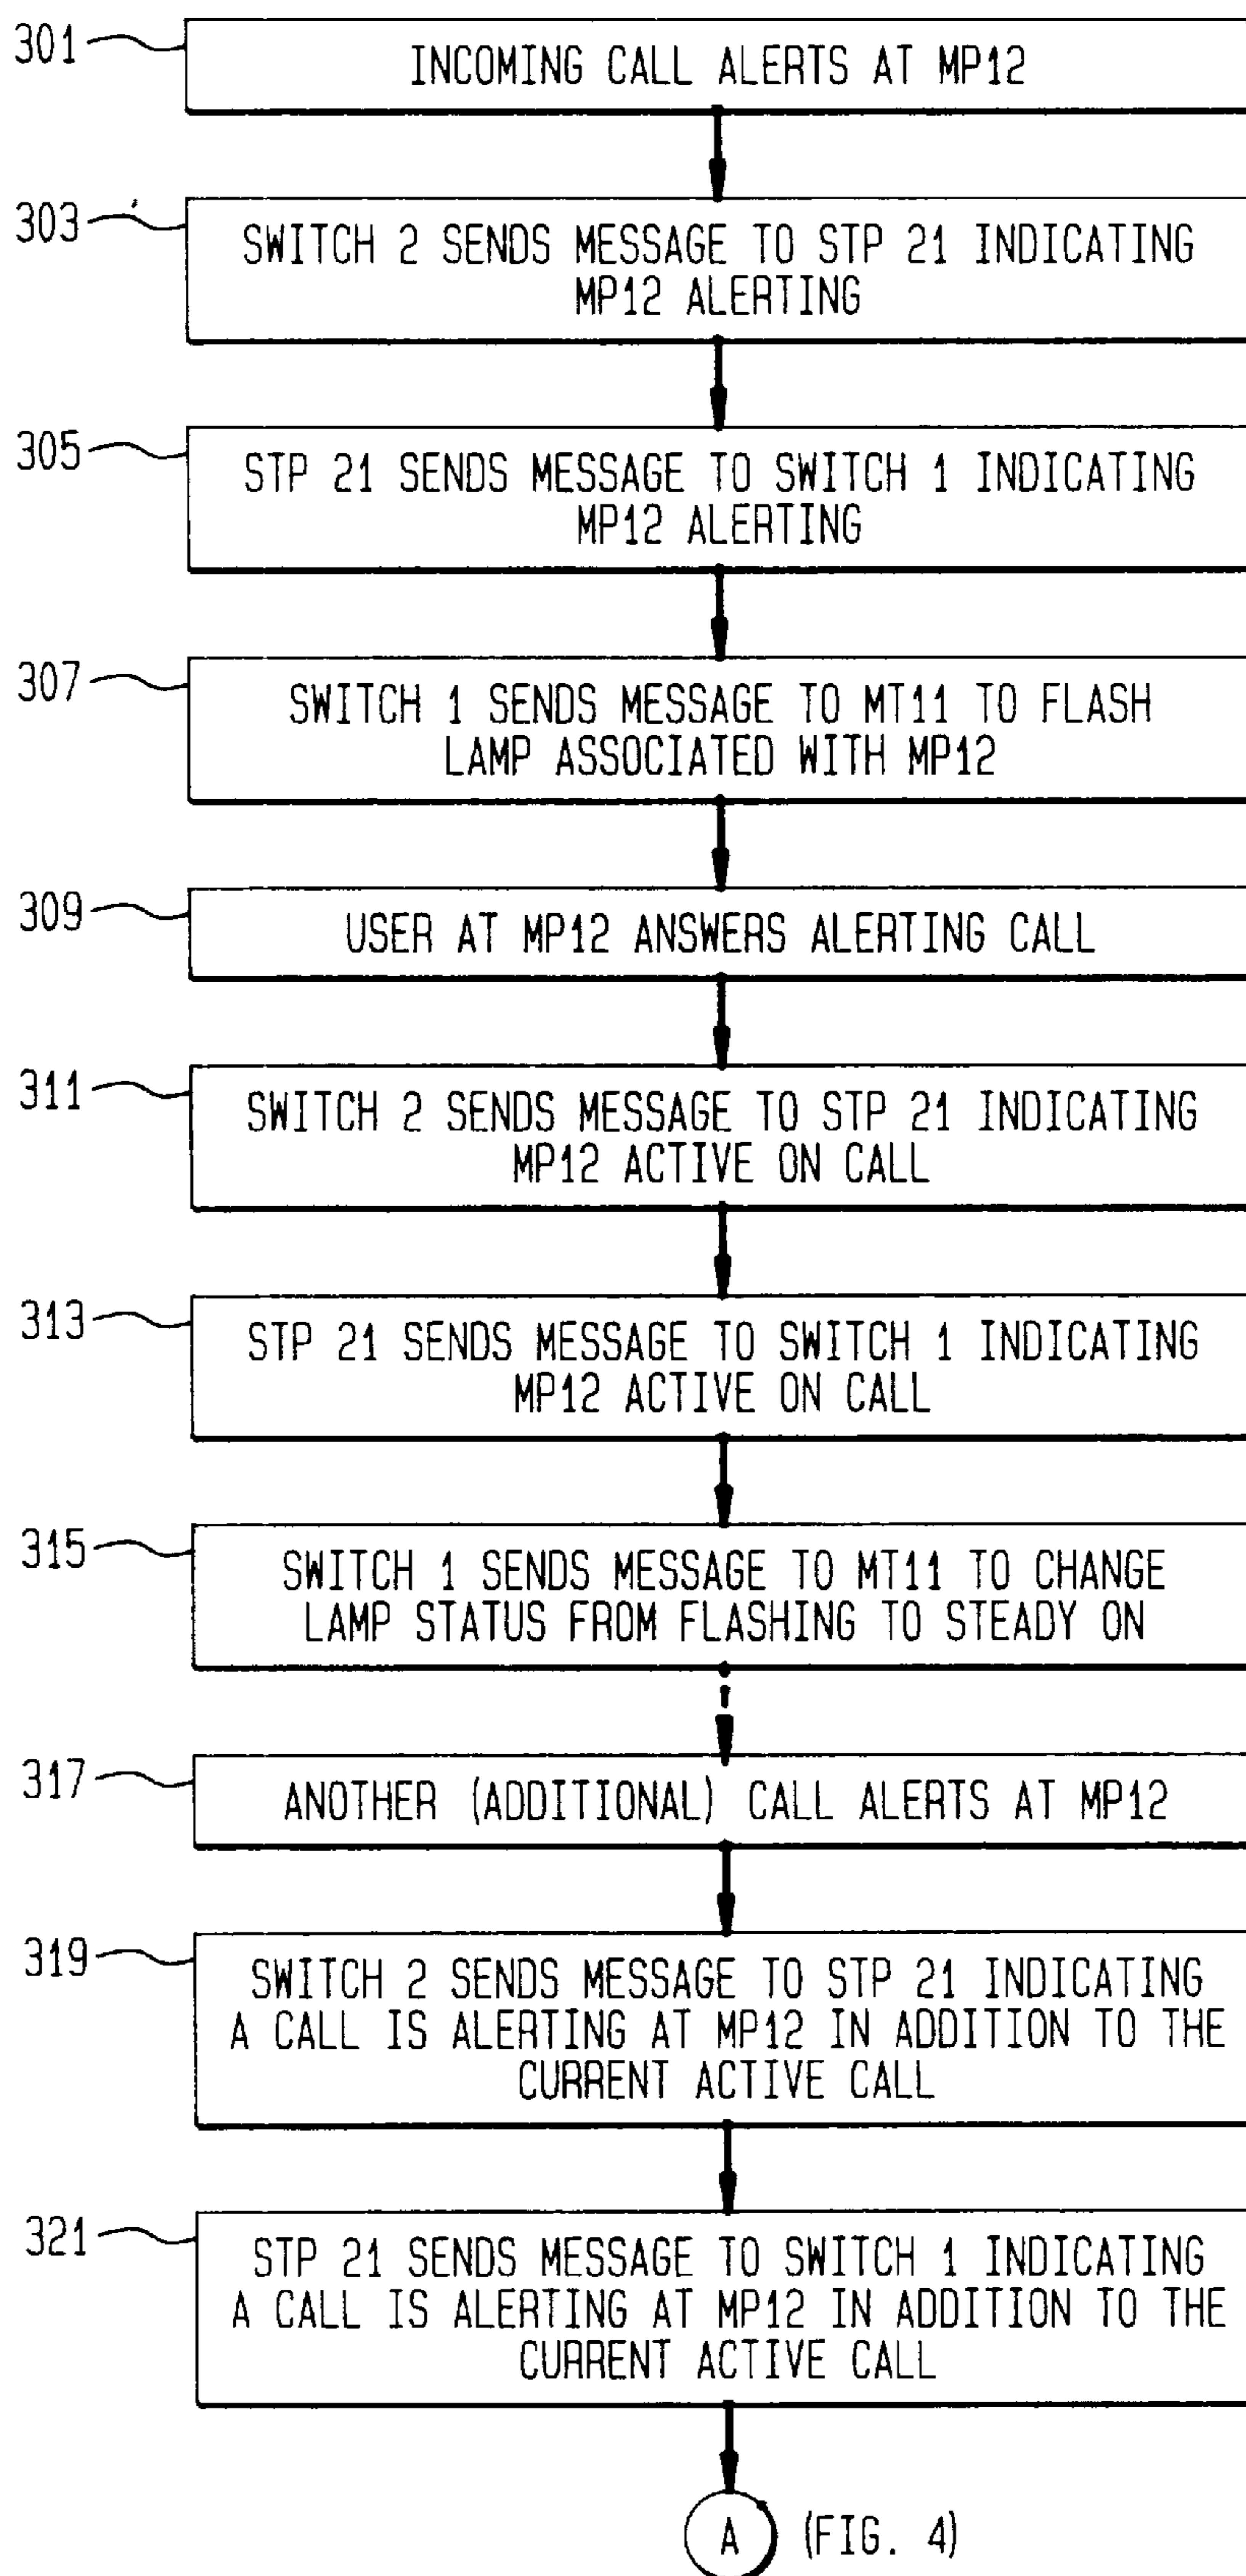 301
INCOMING CALL ALERTS AT MP12
303
SWITCH 2 SENDS MESSAGE TO STP 21 INDICATING
MP12 ALERTING
305
STP 21 SENDS MESSAGE TO SWITCH 1 INDICATING
MP12 ALERTING
307
SWITCH 1 SENDS MESSAGE TO MT11 TO FLASH
LAMP ASSOCIATED WITH MP12
309
USER AT MP12 ANSWERS ALERTING CALL
311
SWITCH 2 SENDS MESSAGE TO STP 21 INDICATING
MP12 ACTIVE ON CALL
313
STP 21 SENDS MESSAGE TO SWITCH 1 INDICATING
MP12 ACTIVE ON CALL
315
SWITCH 1 SENDS MESSAGE TO MT11 TO CHANGE
LAMP STATUS FROM FLASHING TO STEADY ON
317
ANOTHER (ADDITIONAL) CALL ALERTS AT MP12
319
SWITCH 2 SENDS MESSAGE TO STP 21 INDICATING
A CALL IS ALERTING AT MP12 IN ADDITION TO THE
CURRENT ACTIVE CALL
321
STP 21 SENDS MESSAGE TO SWITCH 1 INDICATING
A CALL IS ALERTING AT MP12 IN ADDITION TO THE
CURRENT ACTIVE CALL
A (FIG. 4)